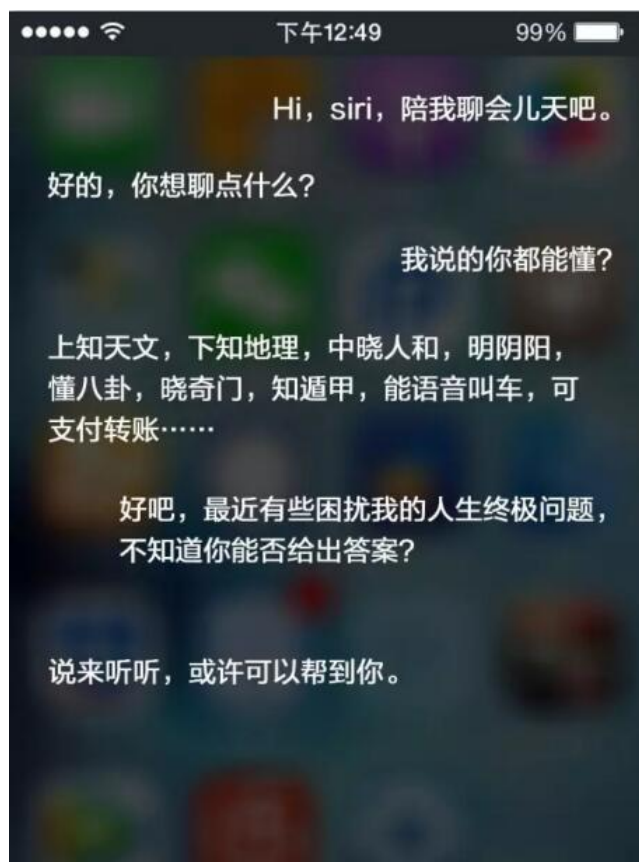 下午12:49 99%
Hi，siri，陪我聊会儿天吧。
好的，你想聊点什么？
我说的你都能懂？
上知天文，下知地理，中晓人和，明阴阳，
懂八卦，晓奇门，知遁甲，能语音叫车，可
支付转账……
好吧，最近有些困扰我的人生终极问题，
不知道你能否给出答案？
说来听听，或许可以帮到你。